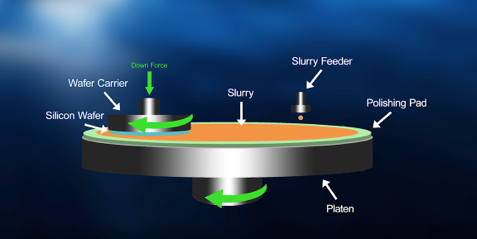 Down Force
Slurry Feeder
Wafer Carrier
Slurry
Polishing Pad
Silicon Wafer
Platen